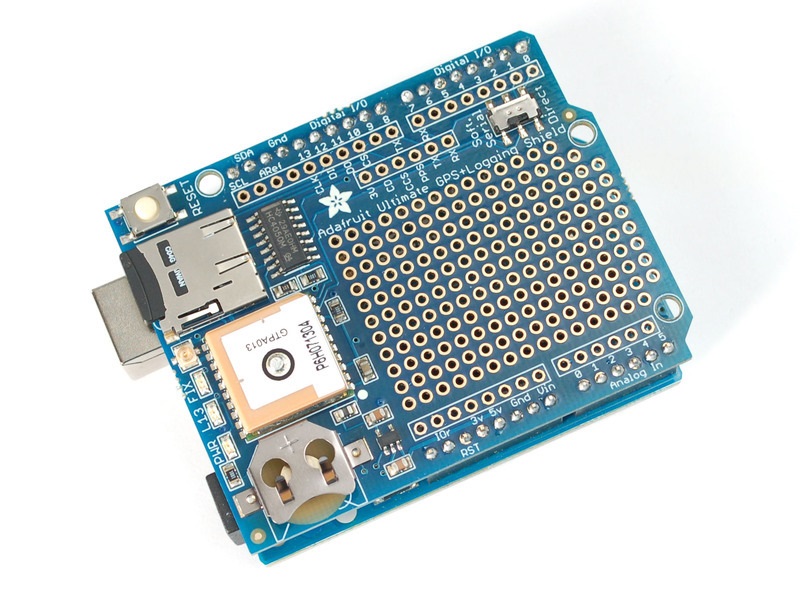 Digital I/O
7 6 5 4 3 2 1 0
Digital I/O
SDA
Gnd
SCL
ARef
13 12 11 10 9 8
RESET
CLK
3V
CD
CCS
PPS
RX
TX
Soft.
Serial
Direct
Adafruit Ultimate GPS+Logging Shield
HC4050M
P6H071304
GTPA013
FIX
L13
PWR
+
IOr
RST
3v
5v
Gnd
Vin
0 1 2 3 4 5
Analog In